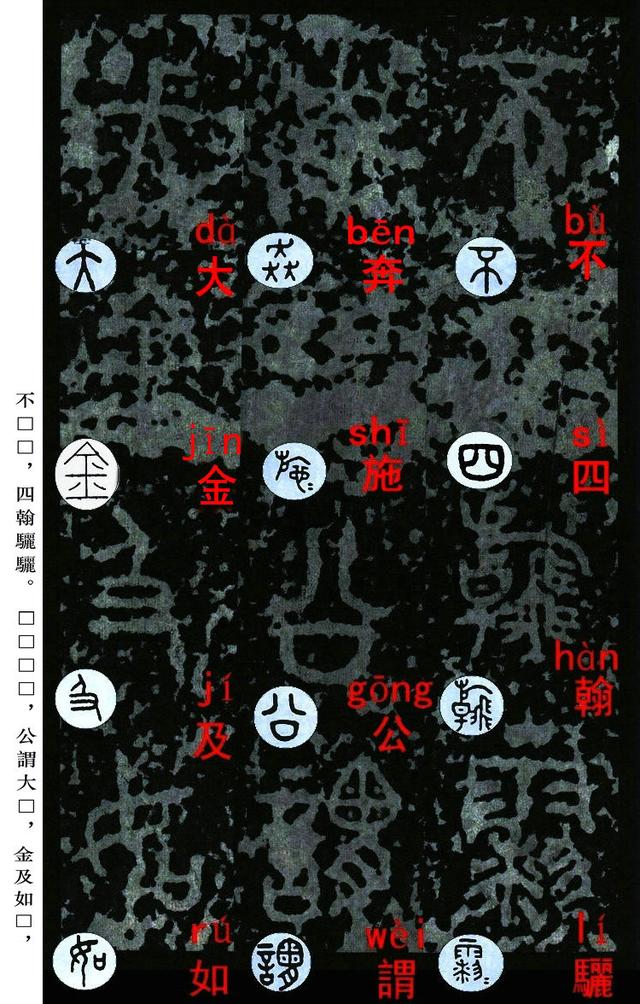 bǔ
不
sì
四
hàn
翰
lí
驪
bēn
奔
shī
施
gōng
公
wèi
謂
dà
大
jīn
金
jí
及
rú
如
不□□，四翰驪驪。□□□□，公謂大□，金及如□，